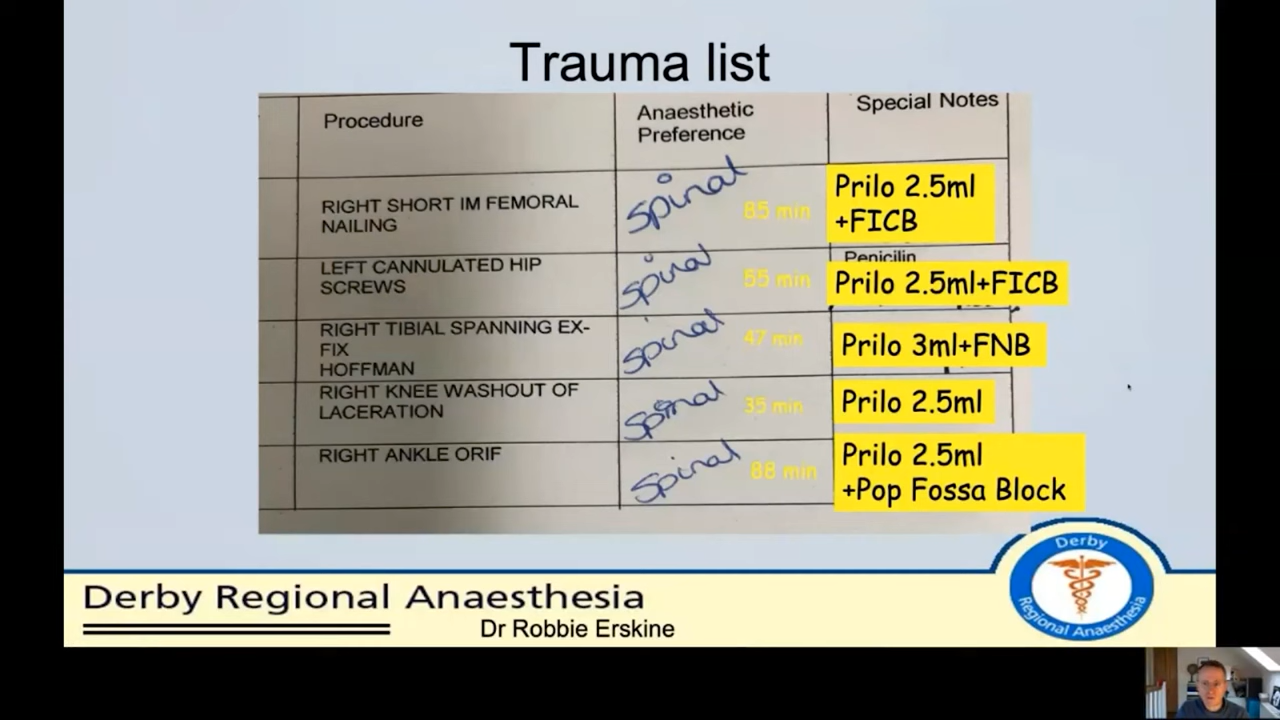 Trauma list
Procedure
Anaesthetic
Preference
Special Notes
RIGHT SHORT IM FEMORAL
NAILING
Spinal
85 min
Prilo 2.5ml
+FICB
LEFT CANNULATED HIP
SCREWS
Spinal
55 min
Penicilin
Prilo 2.5ml+FICB
RIGHT TIBIAL SPANNING EX-
FIX
HOFFMAN
Spinal
47 min
Prilo 3ml+FNB
RIGHT KNEE WASHOUT OF
LACERATION
Spinal
35 min
Prilo 2.5ml
RIGHT ANKLE ORIF
Spinal
88 min
Prilo 2.5ml
+Pop Fossa Block
Derby Regional Anaesthesia
Dr Robbie Erskine
Derby
Regional Anaesthesia